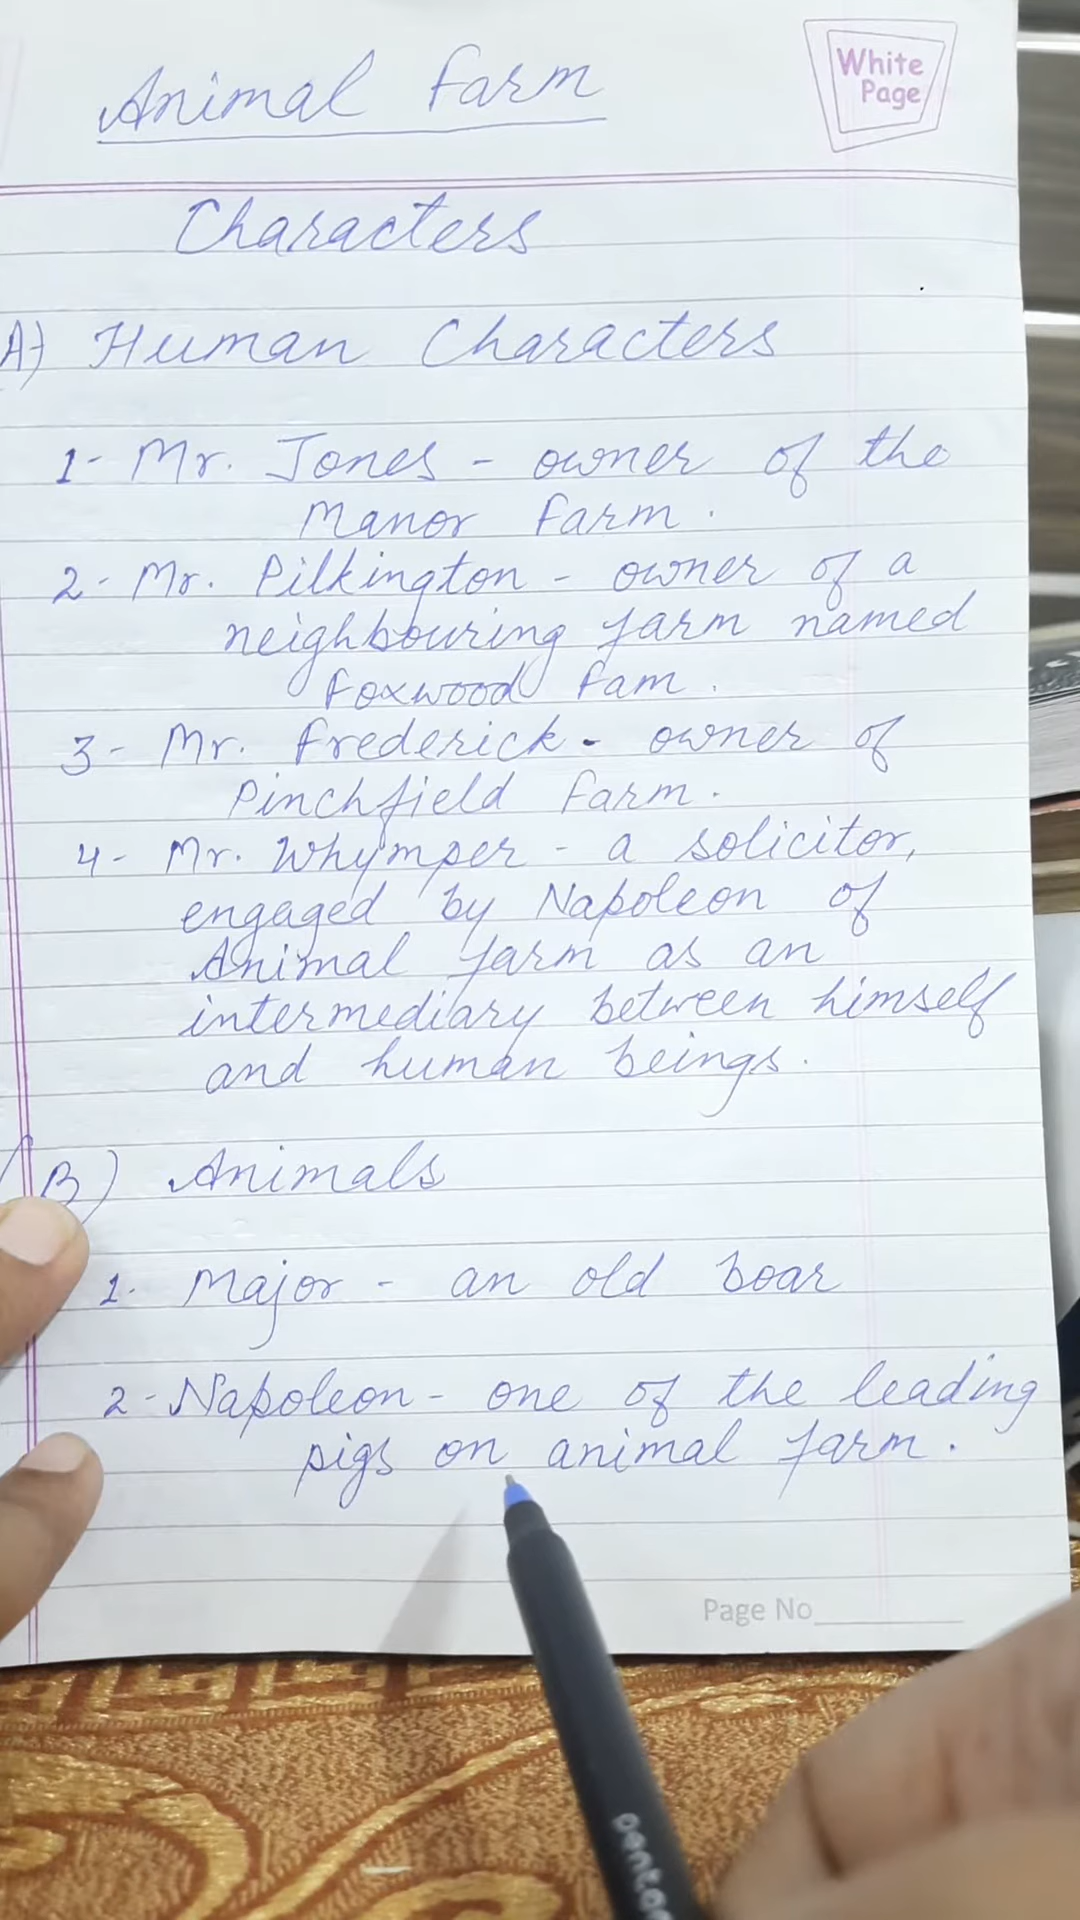 White
Page
Animal Farm
Characters
A) Human Characters
1- Mr. Jones - owner of the
Manor Farm.
2- Mr. Pilkington - owner of a
neighbouring farm named
Foxwood Fam.
3- Mr. Frederick - owner of
Pinchfield Farm.
4- Mr. Whymper - a solicitor,
engaged by Napoleon of
Animal Farm as an
intermediary between himself
and human beings.
(B) Animals
1. Major - an old boar
2- Napoleon - one of the leading
pigs on animal farm.
Page No